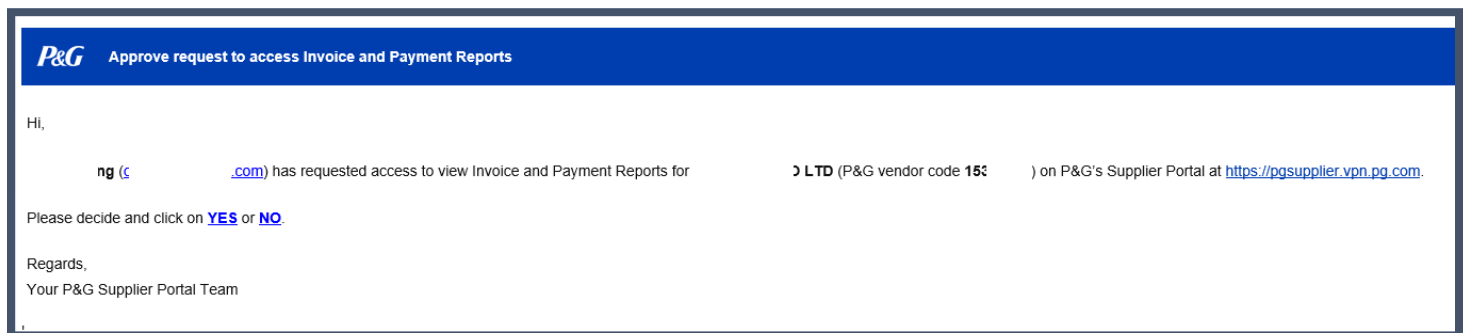 P&G Approve request to access Invoice and Payment Reports
Hi,
ng (c .com) has requested access to view Invoice and Payment Reports for O LTD (P&G vendor code 153 ) on P&G's Supplier Portal at https://pgsupplier.vpn.pg.com.
Please decide and click on YES or NO.
Regards,
Your P&G Supplier Portal Team